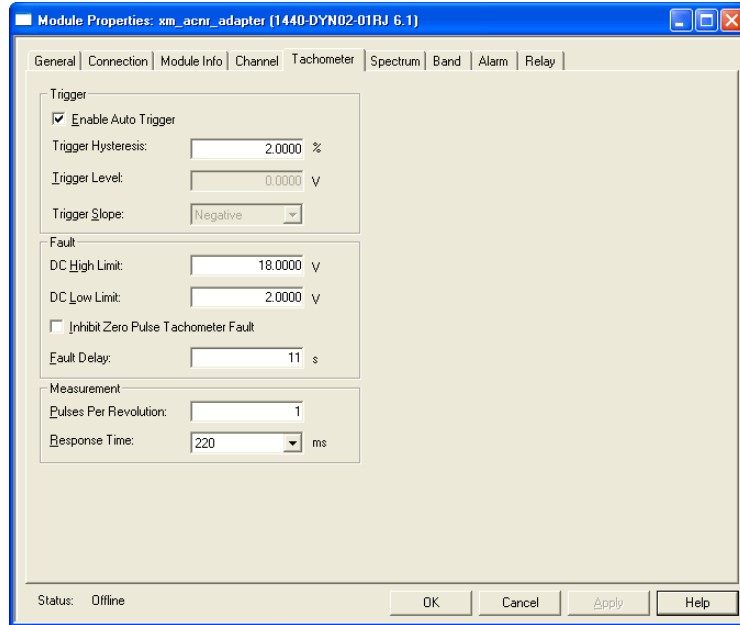 Module Properties: xm_acnr_adapter (1440-DYN02-01RJ 6.1)
General Connection Module Info Channel Tachometer Spectrum Band Alarm Relay
Trigger
Enable Auto Trigger
Trigger Hysteresis: 2.0000 %
Trigger Level: 0.0000 V
Trigger Slope: Negative
Fault
DC High Limit: 18.0000 V
DC Low Limit: 2.0000 V
Inhibit Zero Pulse Tachometer Fault
Fault Delay: 11 s
Measurement
Pulses Per Revolution: 1
Response Time: 220 ms
Status: Offline OK Cancel Apply Help